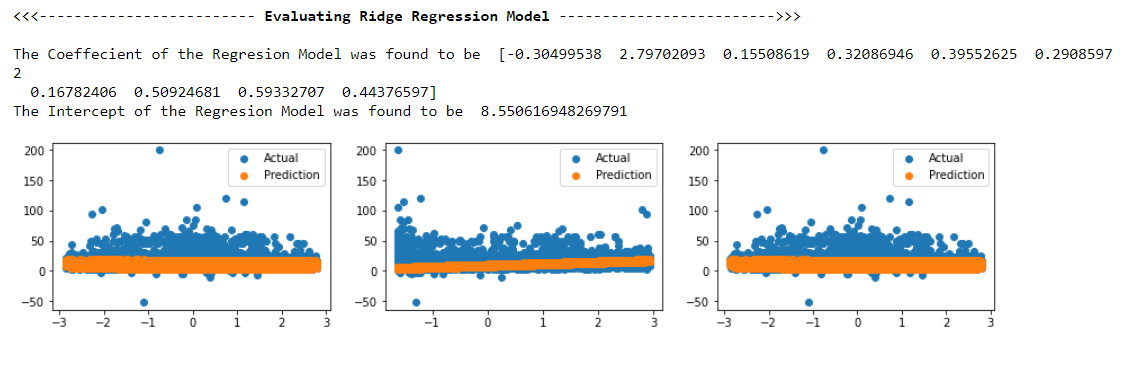 <<<------------------------- Evaluating Ridge Regression Model ------------------------->>>
The Coeffecient of the Regresion Model was found to be  [-0.30499538  2.79702093  0.15508619  0.32086946  0.39552625  0.2908597
2
  0.16782406  0.50924681  0.59332707  0.44376597]
The Intercept of the Regresion Model was found to be  8.550616948269791
200
150
100
50
0
−50
−3 −2 −1 0 1 2 3
Actual
Prediction
200
150
100
50
0
−50
−1 0 1 2 3
Actual
Prediction
200
150
100
50
0
−50
−3 −2 −1 0 1 2 3
Actual
Prediction